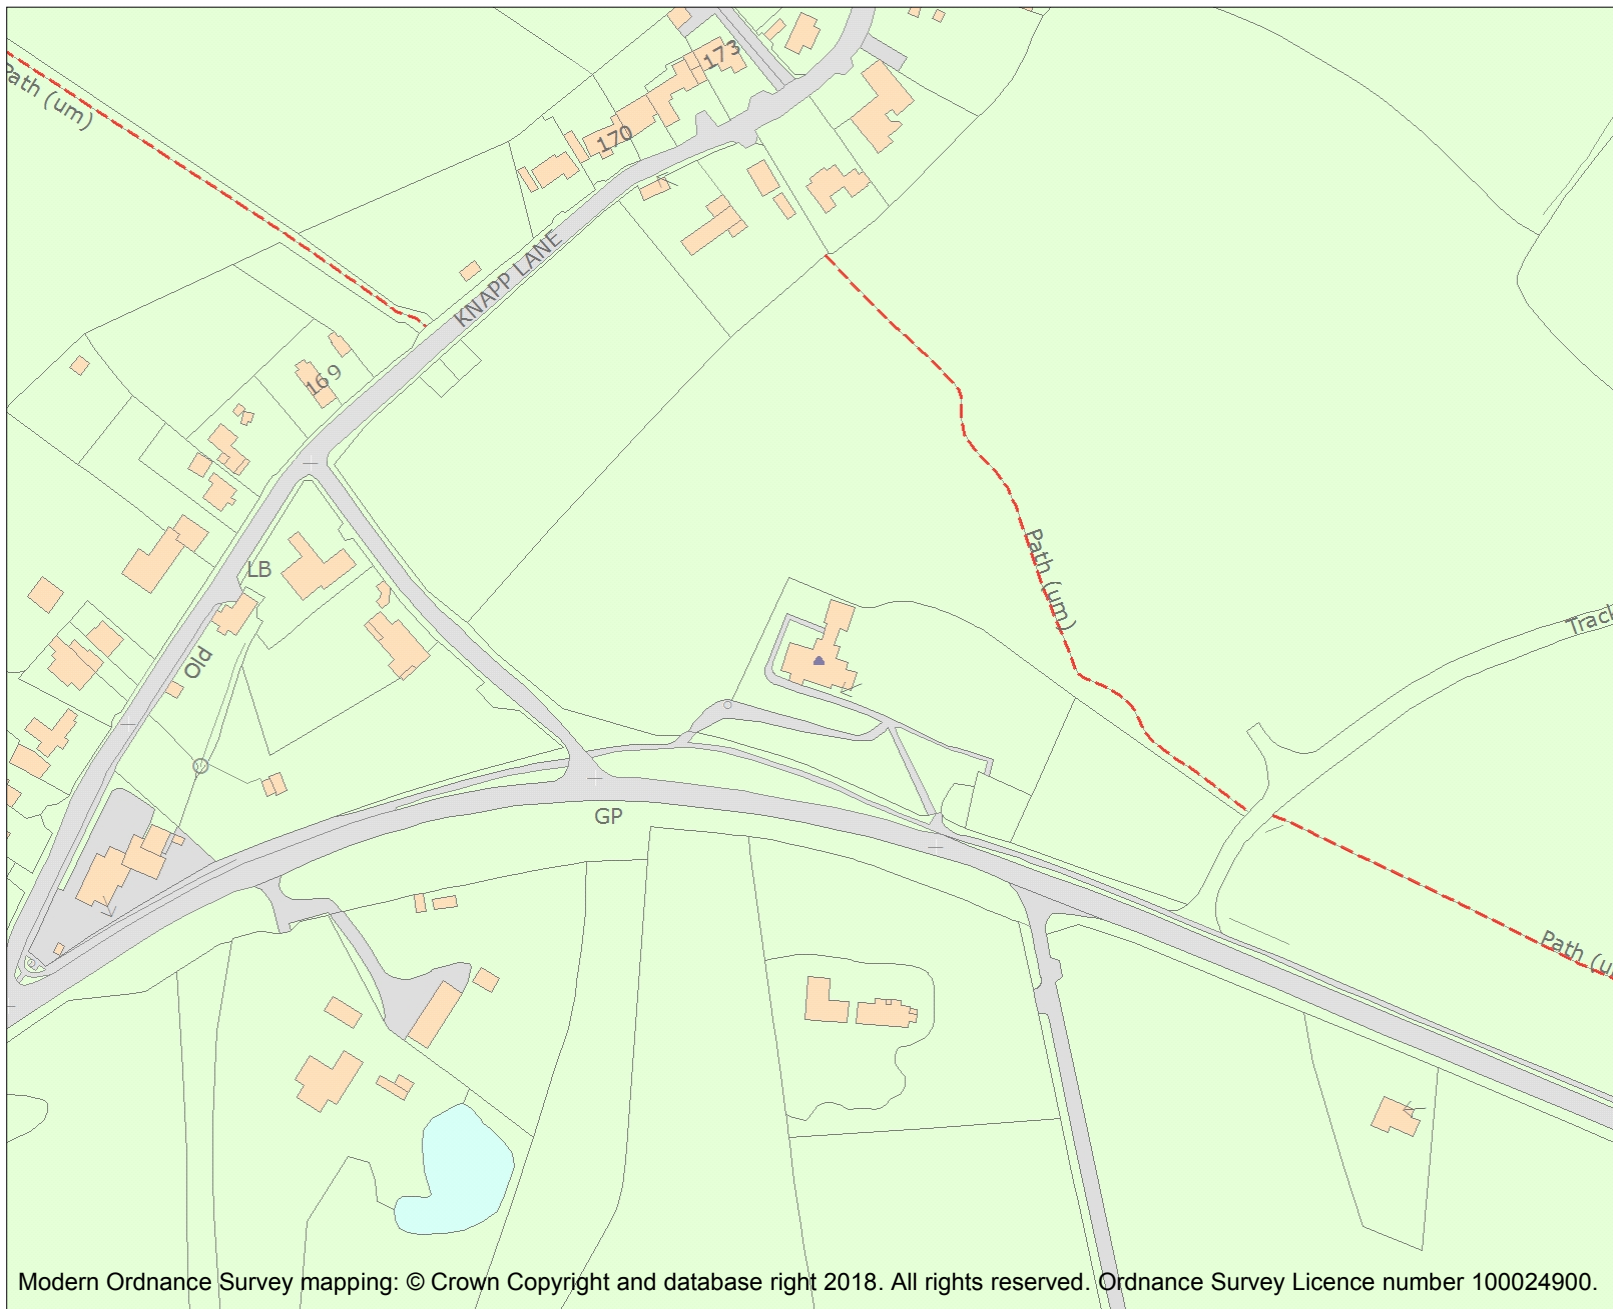 173
Path (um)
170
KNAPP LANE
169
LB
Path (um)
Old
Track
GP
Path (u
Modern Ordnance Survey mapping: © Crown Copyright and database right 2018. All rights reserved. Ordnance Survey Licence number 100024900.